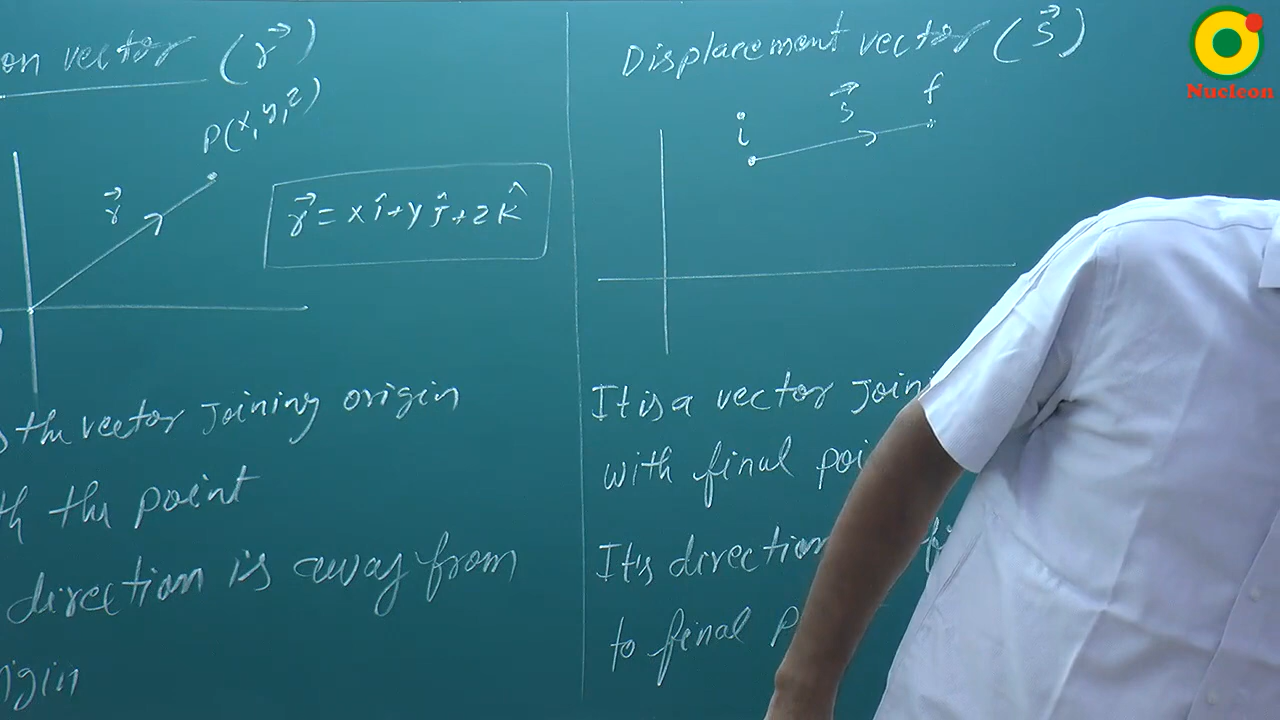 on vector (r⃗)
P(x,y,z)
r⃗
r⃗ = x î + y ĵ + z k̂
the vector joining origin
th the point
direction is away from
igin
Displacement vector (s⃗)
i s⃗ f
It is a vector join
with final poi
It's direction
to final p
Nucleon